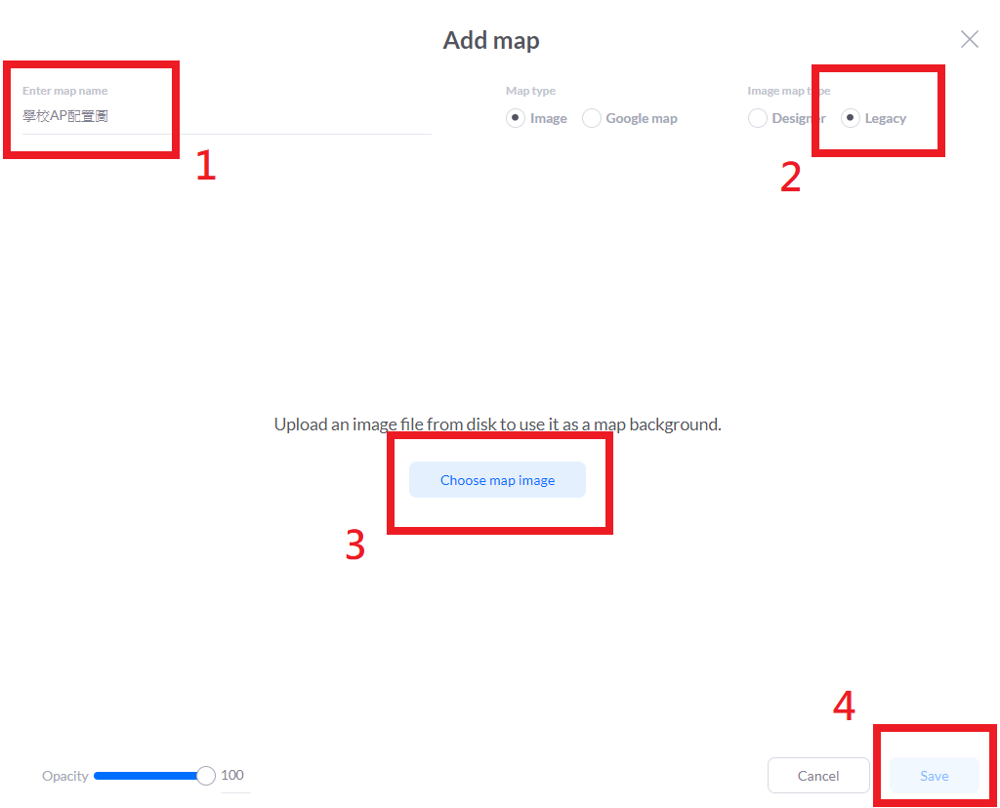 Add map
Enter map name
學校AP配置圖
1
Map type
Image
Google map
Image map type
Designer
Legacy
2
Upload an image file from disk to use it as a map background.
Choose map image
3
4
Opacity
100
Cancel
Save